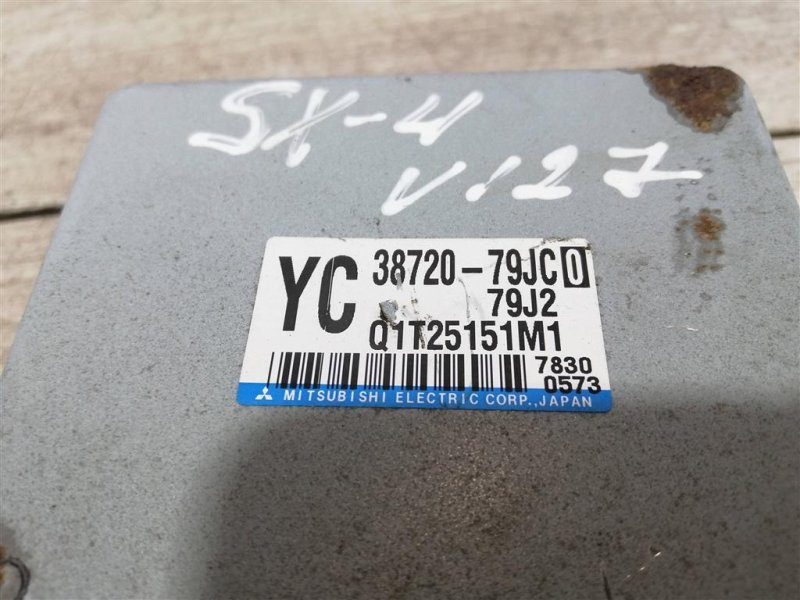 SX-4
V127
YC 38720-79JC0
79J2
Q1T25151M1
7830
0573
MITSUBISHI ELECTRIC CORP., JAPAN